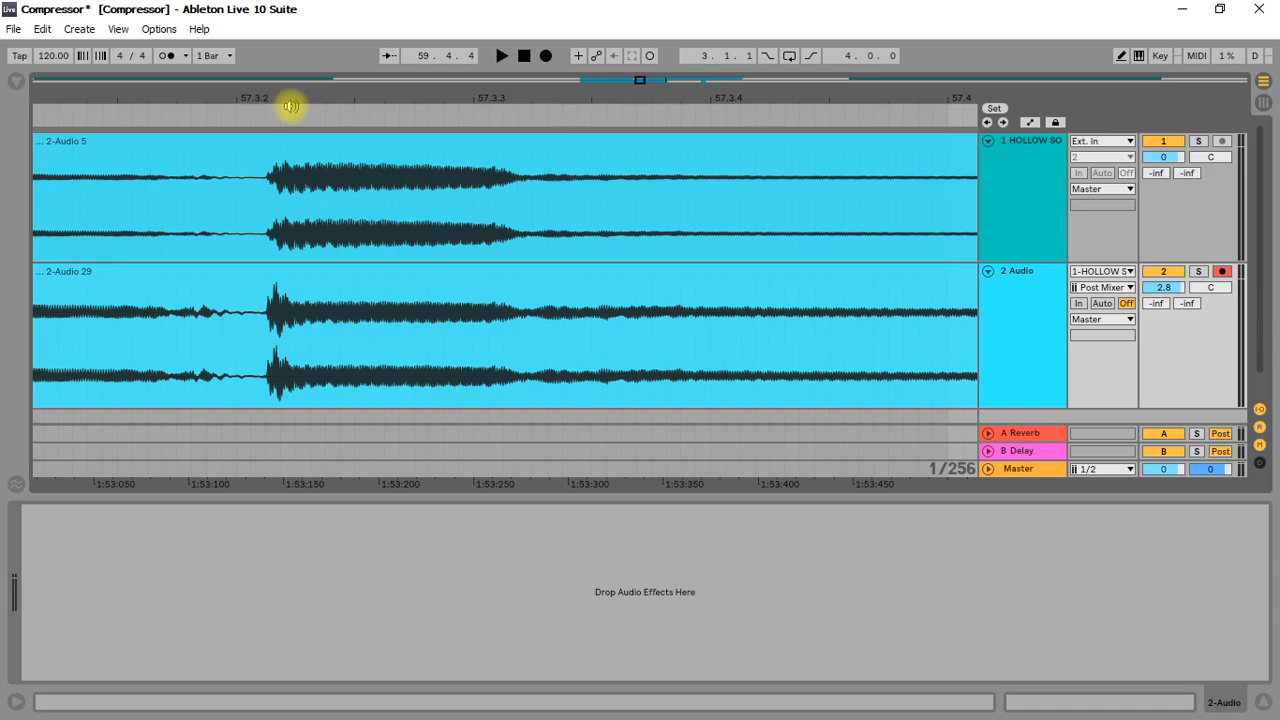 Live Compressor* [Compressor] - Ableton Live 10 Suite
File Edit Create View Options Help
Tap 120.00 4 / 4 1 Bar 59. 4. 4 3. 1. 1 4. 0. 0 Key MIDI 1 % D
57.3.2 57.3.3 57.3.4 57.4
Set
... 2-Audio 5 1 HOLLOW SO Ext. In 1 S
2 0 C
In Auto Off -inf -inf
Master
... 2-Audio 29 2 Audio 1-HOLLOW S 2 S
Post Mixer 2.8 C
In Auto Off -inf -inf
Master
A Reverb A S Post
B Delay B S Post
1/256 Master 1/2 0 0
1:53:050 1:53:100 1:53:150 1:53:200 1:53:250 1:53:300 1:53:350 1:53:400 1:53:450
I·O
R
M
D
Drop Audio Effects Here
2-Audio